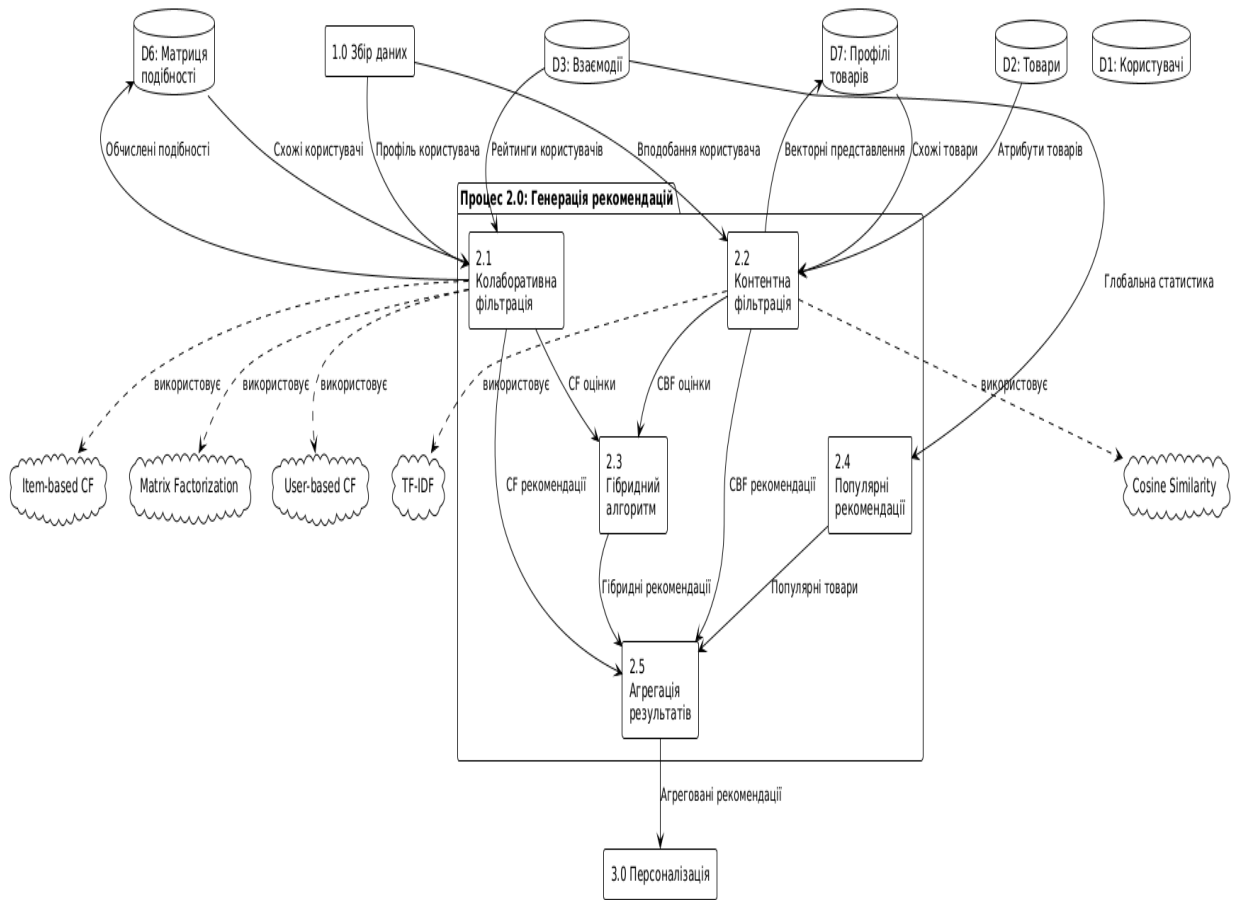 D6: Матриця
подібності
1.0 Збір даних
D3: Взаємодії
D7: Профілі
товарів
D2: Товари
D1: Користувачі
Обчислені подібності
Схожі користувачі
Профіль користувача
Рейтинги користувачів
Вподобання користувача
Векторні представлення
Схожі товари
Атрибути товарів
Процес 2.0: Генерація рекомендацій
2.1
Колаборативна
фільтрація
2.2
Контентна
фільтрація
Глобальна статистика
використовує
використовує
використовує
використовує
CF оцінки
CBF оцінки
використовує
Item-based CF
Matrix Factorization
User-based CF
TF-IDF
CF рекомендації
2.3
Гібридний
алгоритм
CBF рекомендації
2.4
Популярні
рекомендації
Cosine Similarity
Гібридні рекомендації
Популярні товари
2.5
Агрегація
результатів
Агреговані рекомендації
3.0 Персоналізація